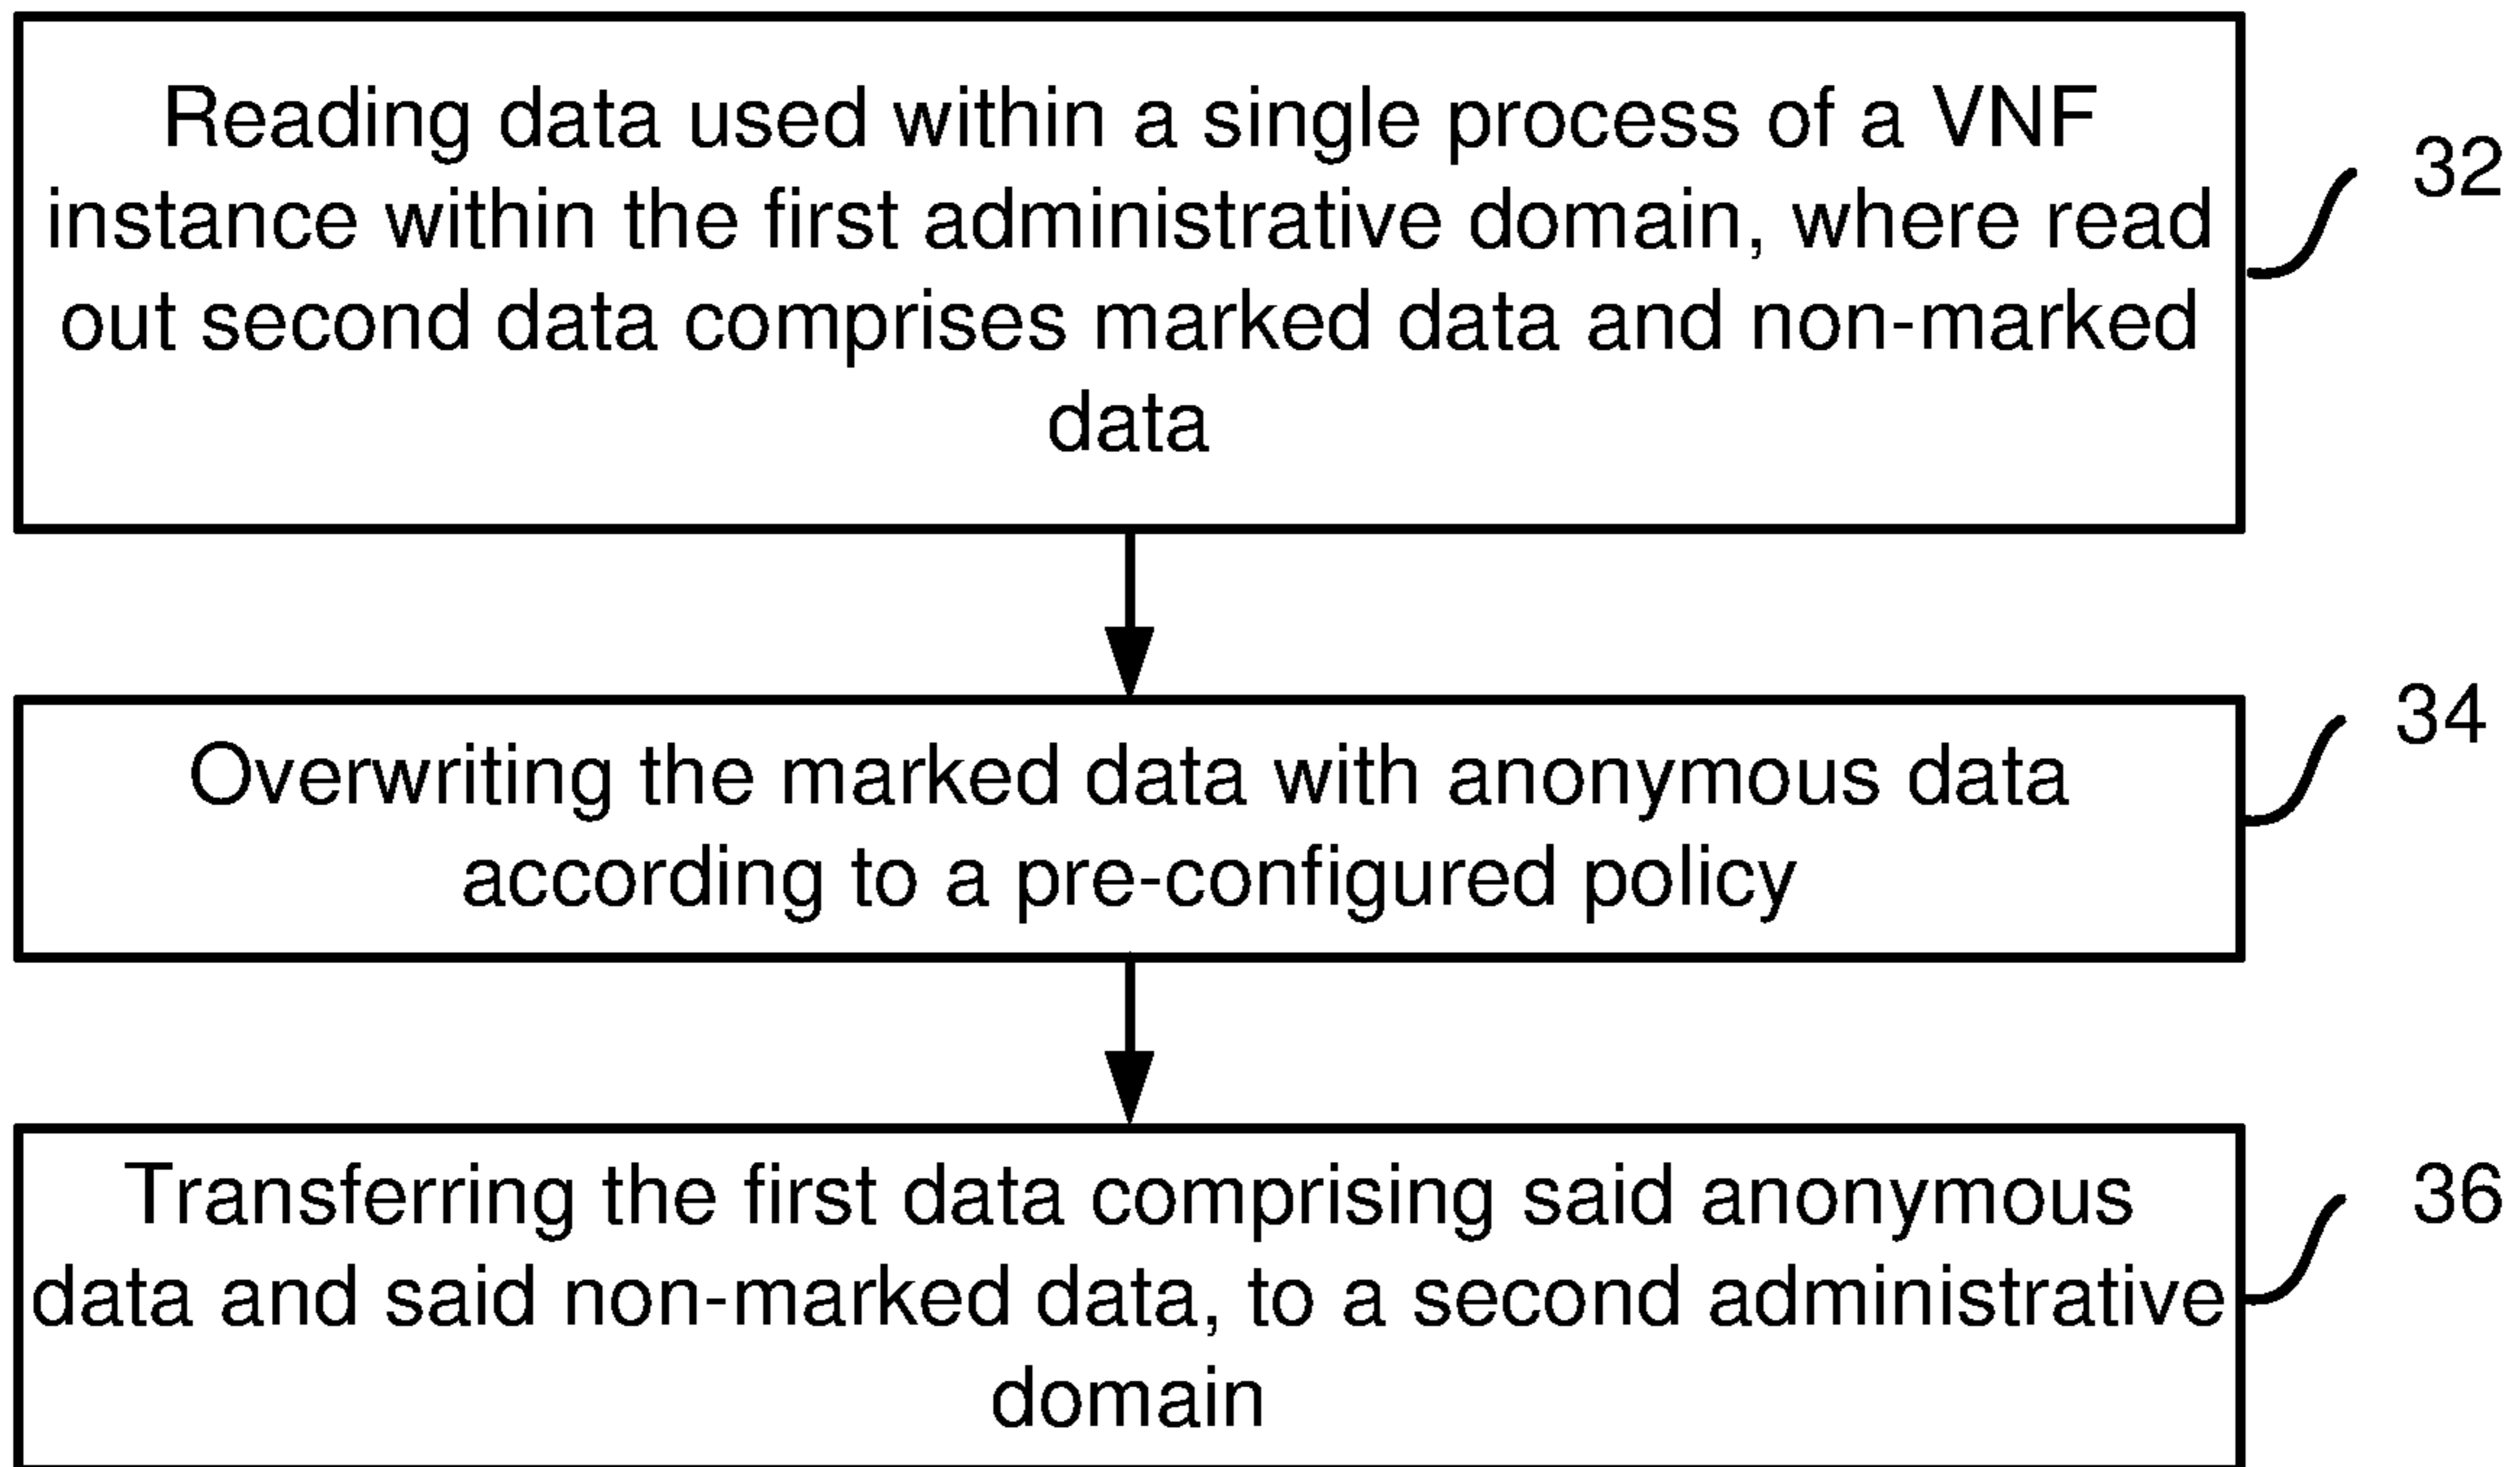 Reading data used within a single process of a VNF
instance within the first administrative domain, where read
out second data comprises marked data and non-marked
data
32
Overwriting the marked data with anonymous data
according to a pre-configured policy
34
Transferring the first data comprising said anonymous
data and said non-marked data, to a second administrative
domain
36